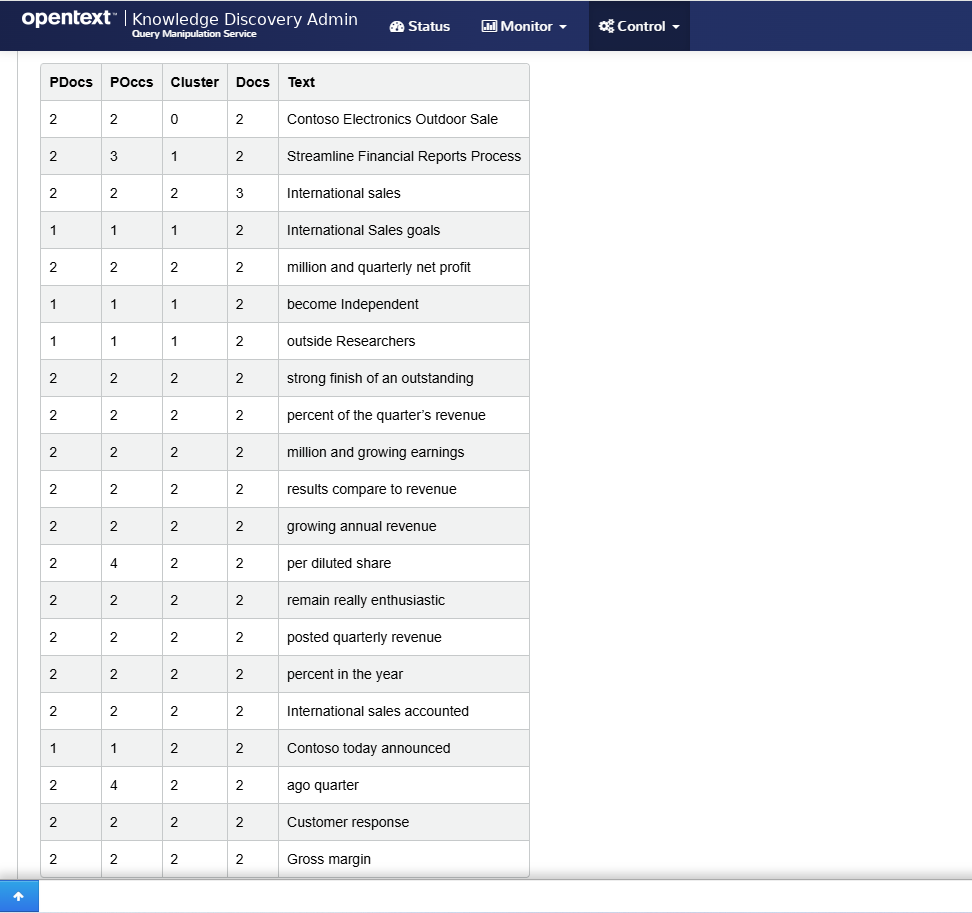 opentext™ | Knowledge Discovery Admin
Query Manipulation Service
Status
Monitor
Control
PDocs POccs Cluster Docs Text
2 2 0 2 Contoso Electronics Outdoor Sale
2 3 1 2 Streamline Financial Reports Process
2 2 2 3 International sales
1 1 1 2 International Sales goals
2 2 2 2 million and quarterly net profit
1 1 1 2 become Independent
1 1 1 2 outside Researchers
2 2 2 2 strong finish of an outstanding
2 2 2 2 percent of the quarter’s revenue
2 2 2 2 million and growing earnings
2 2 2 2 results compare to revenue
2 2 2 2 growing annual revenue
2 4 2 2 per diluted share
2 2 2 2 remain really enthusiastic
2 2 2 2 posted quarterly revenue
2 2 2 2 percent in the year
2 2 2 2 International sales accounted
1 1 2 2 Contoso today announced
2 4 2 2 ago quarter
2 2 2 2 Customer response
2 2 2 2 Gross margin